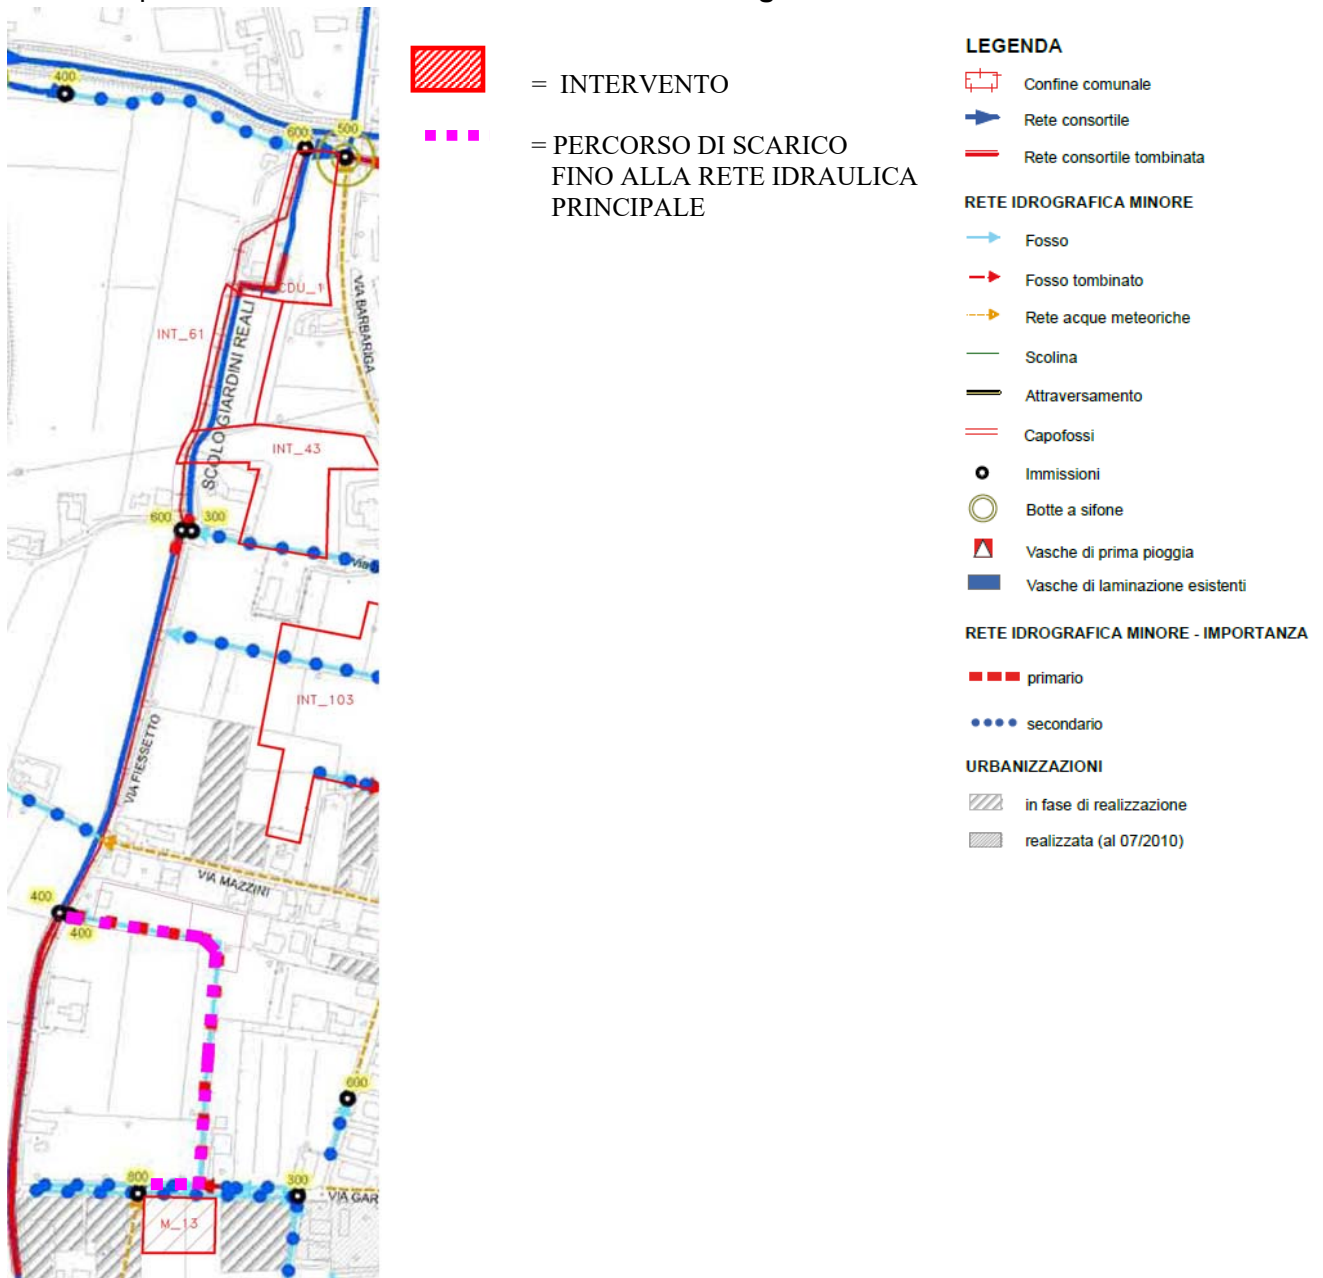 = INTERVENTO
= PERCORSO DI SCARICO
FINO ALLA RETE IDRAULICA
PRINCIPALE
LEGENDA
Confine comunale
Rete consortile
Rete consortile tombinata
RETE IDROGRAFICA MINORE
Fosso
Fosso tombinato
Rete acque meteoriche
Scolina
Attraversamento
Capofossi
Immissioni
Botte a sifone
Vasche di prima pioggia
Vasche di laminazione esistenti
RETE IDROGRAFICA MINORE - IMPORTANZA
primario
secondario
URBANIZZAZIONI
in fase di realizzazione
realizzata (al 07/2010)
400
600
500
CDU_1
VIA BARBARIGA
INT_61
SCOLO GIARDINI REALI
INT_43
600
300
Via
INT_103
VIA FIESSETTO
VIA MAZZINI
400
400
600
800
300
VIA GAR
M_13